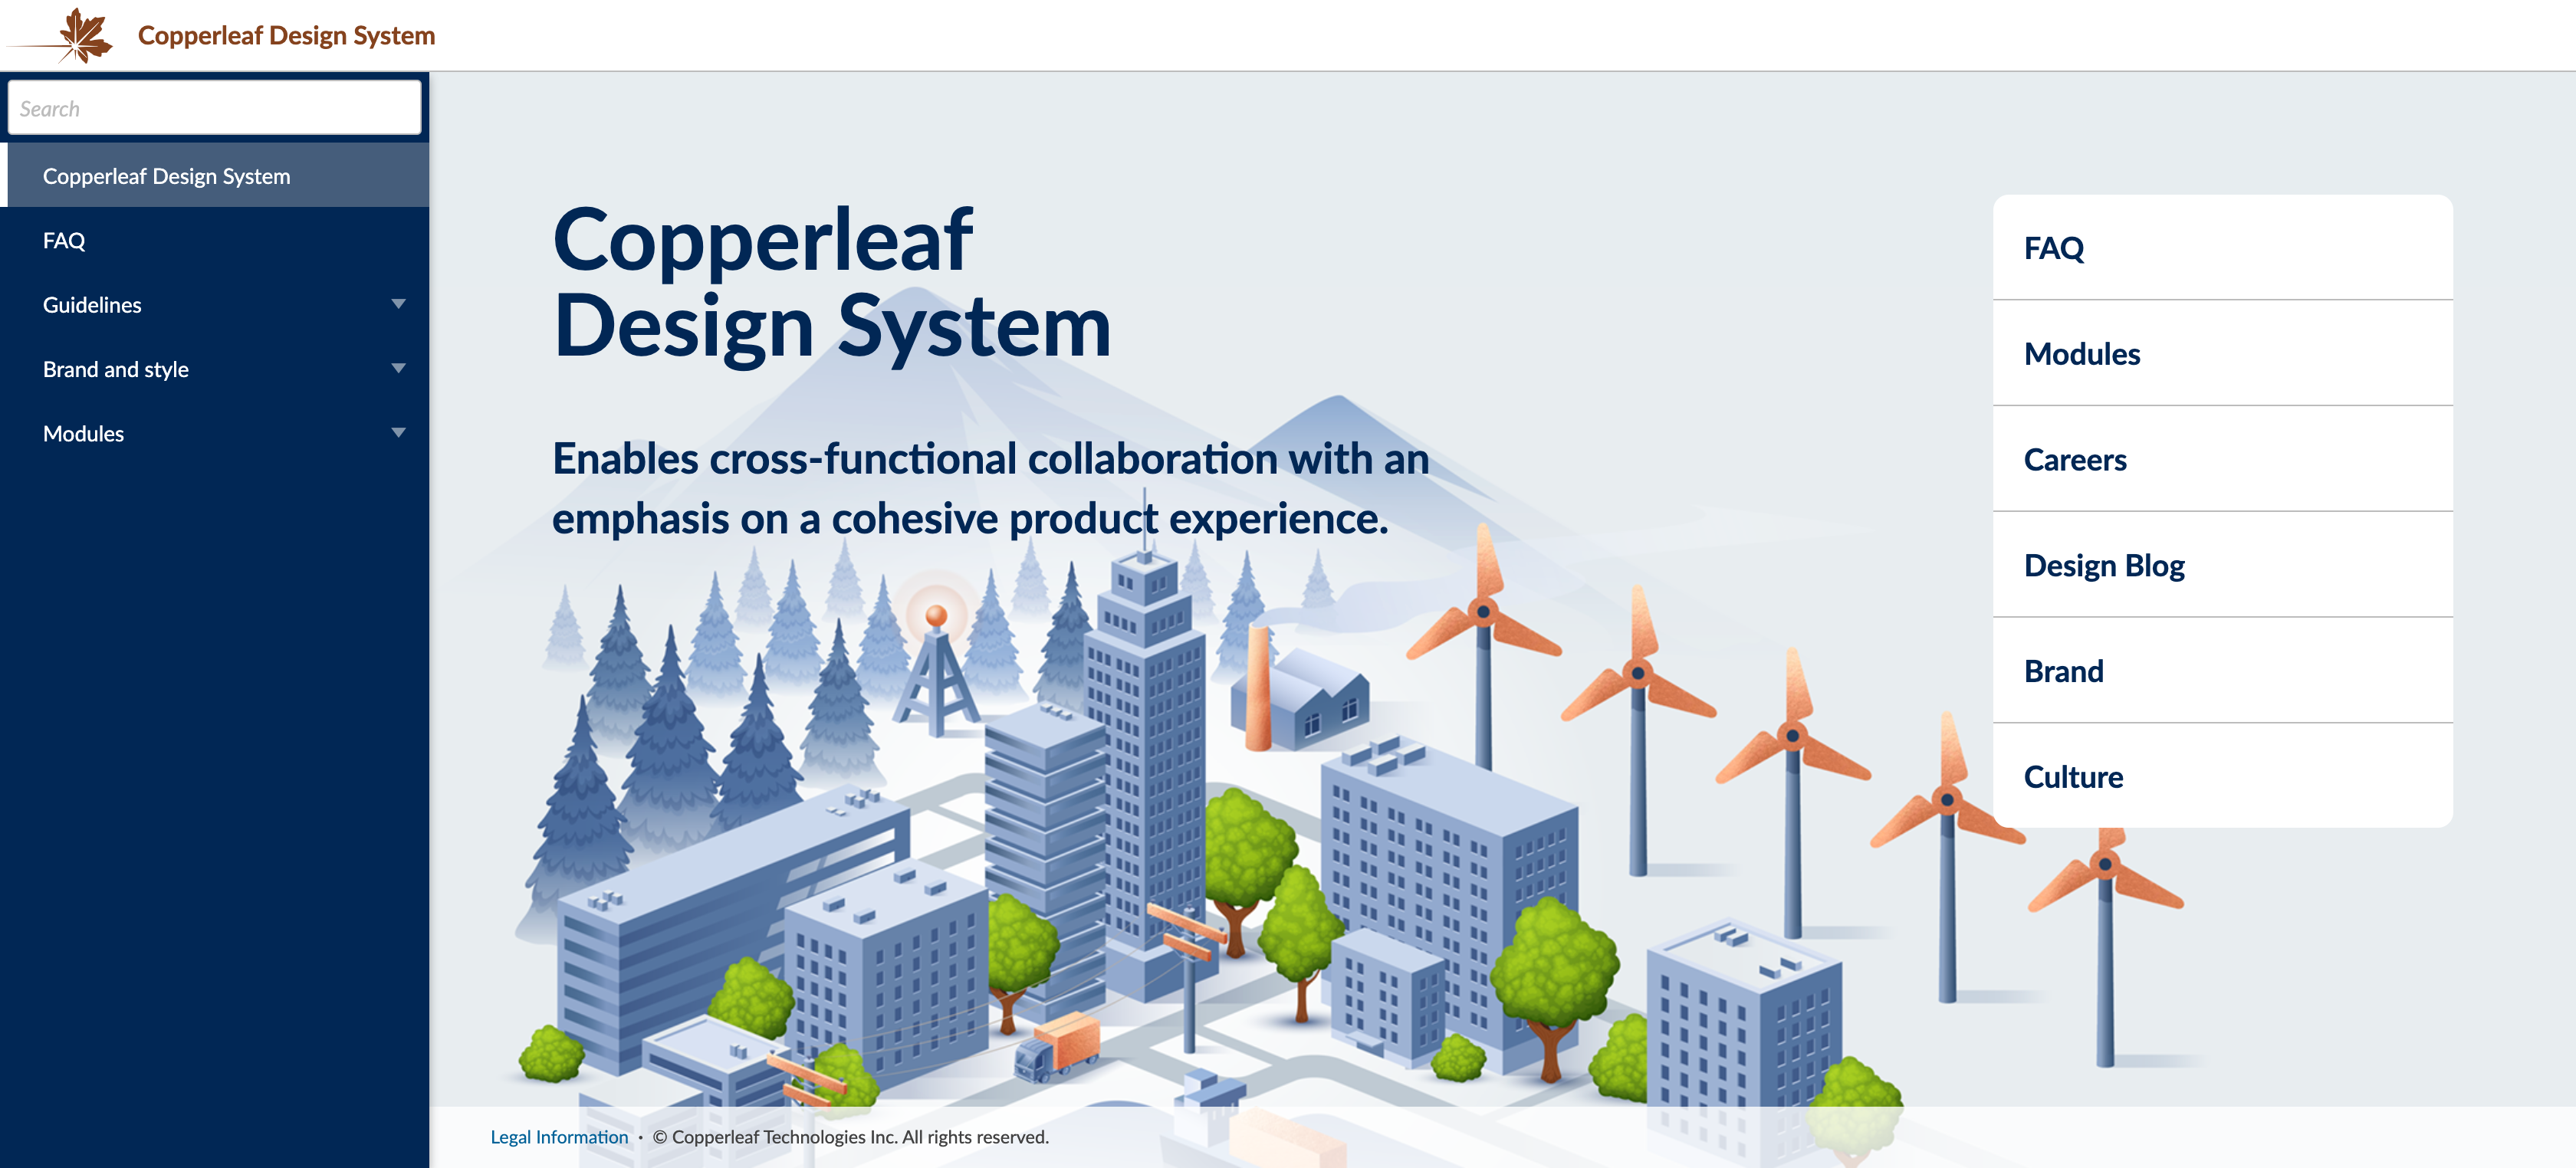 Copperleaf Design System
Search
Copperleaf Design System
FAQ
Guidelines
Brand and style
Modules
Copperleaf
Design System
Enables cross-functional collaboration with an
emphasis on a cohesive product experience.
FAQ
Modules
Careers
Design Blog
Brand
Culture
Legal Information · © Copperleaf Technologies Inc. All rights reserved.